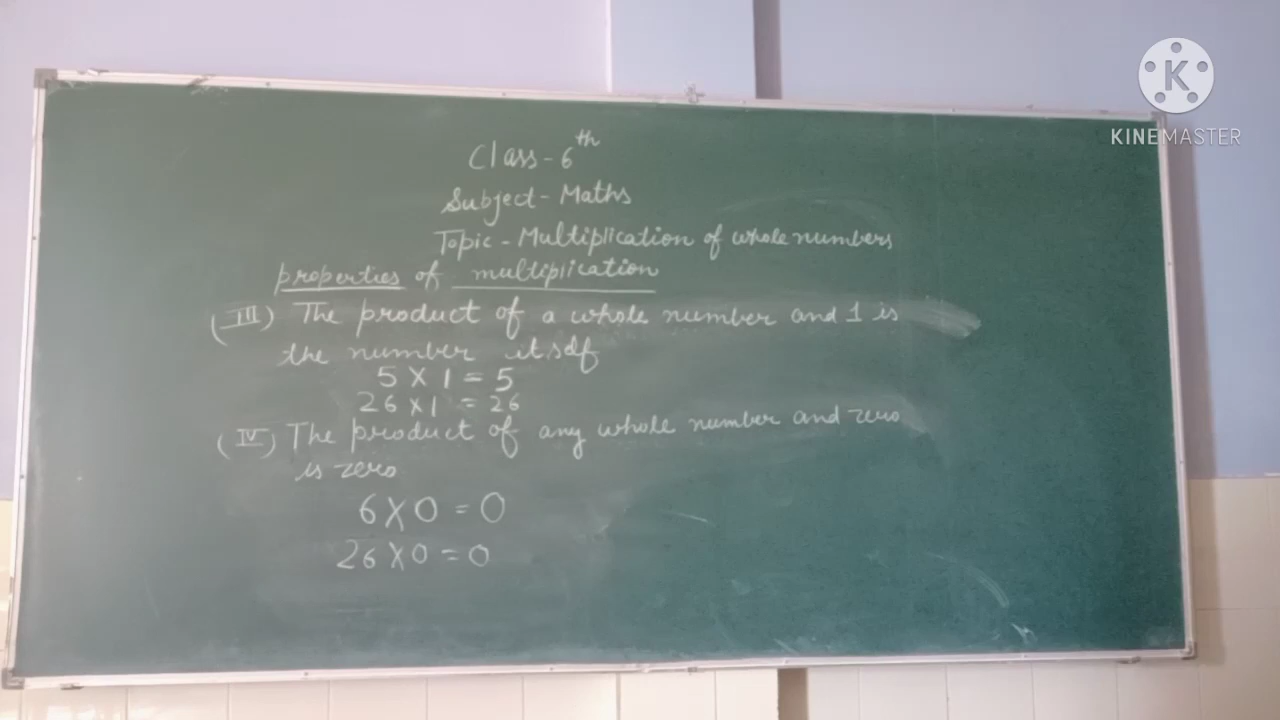 Class - 6th
Subject - Maths
Topic - Multiplication of whole numbers
properties of multiplication
(III) The product of a whole number and 1 is
the number itself
5 X 1 = 5
26 X 1 = 26
(IV) The product of any whole number and zero
is zero
6 X 0 = 0
26 X 0 = 0
K
KINEMASTER